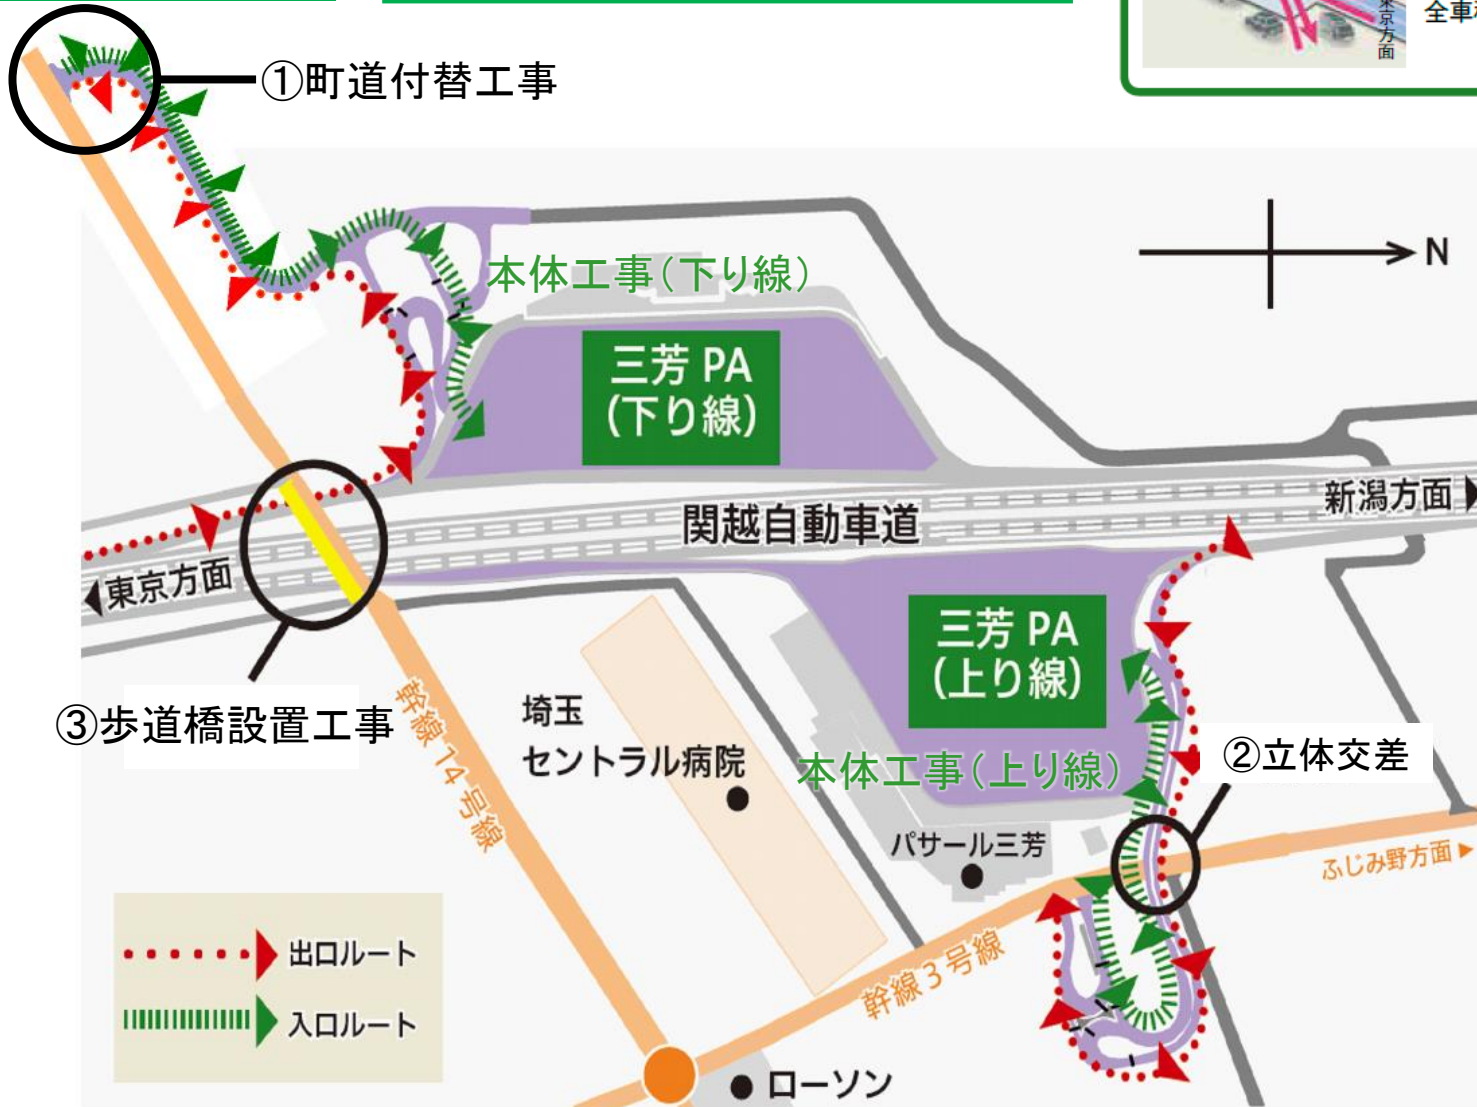 東京方面
①町道付替工事
N
本体工事(下り線)
三芳 PA
(下り線)
新潟方面
関越自動車道
東京方面
三芳 PA
(上り線)
③歩道橋設置工事
幹線14号線
埼玉
セントラル病院
本体工事(上り線)
②立体交差
パサール三芳
ふじみ野方面
幹線3号線
出口ルート
入口ルート
ローソン